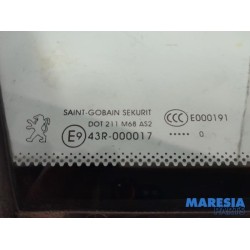 SAINT-GOBAIN SEKURIT
DOT 211 M68 AS2
E9 43R-000017
CCC E000191
..... 0
MARESIA